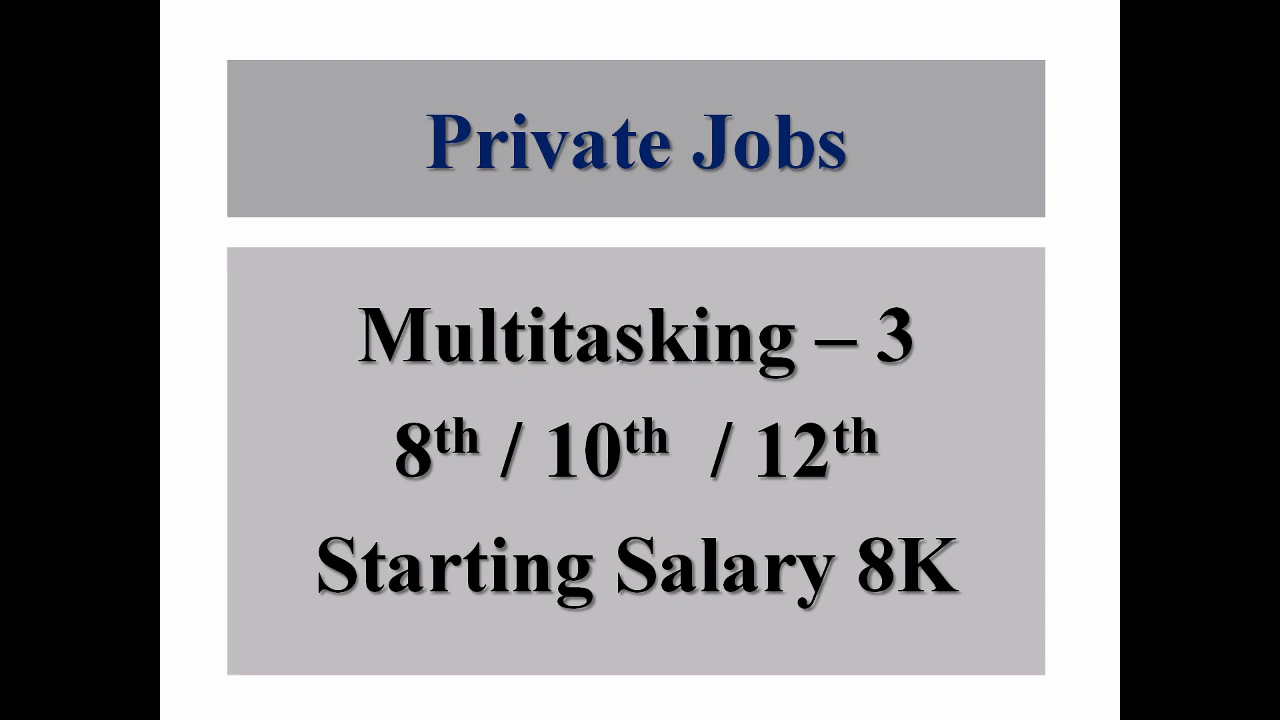 Private Jobs
Multitasking – 3
8th / 10th / 12th
Starting Salary 8K